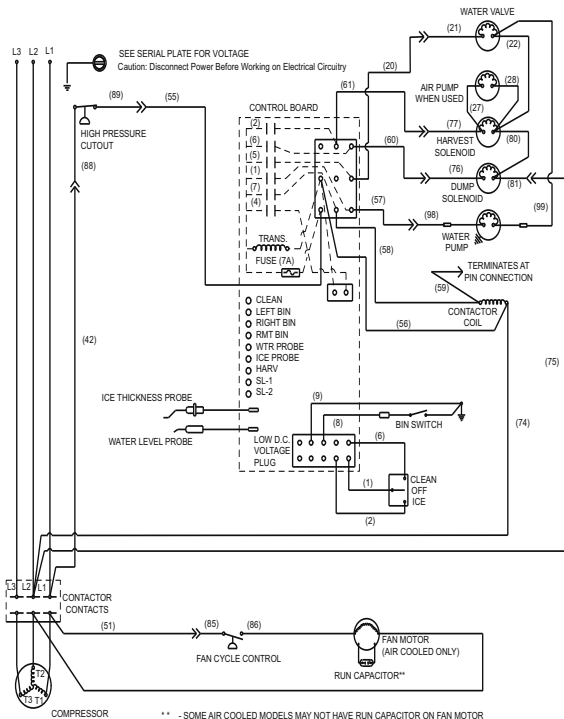 WATER VALVE
(21)
(22)
L3 L2 L1
SEE SERIAL PLATE FOR VOLTAGE
Caution: Disconnect Power Before Working on Electrical Circuitry
(20)
(89)
(55)
(61)
AIR PUMP
WHEN USED
(28)
(27)
CONTROL BOARD
HIGH PRESSURE
CUTOUT
(88)
(2)
(6)
(5)
(1)
(7)
(4)
(77)
HARVEST
SOLENOID
(80)
(60)
(76)
DUMP
SOLENOID
(81)
(57)
(98)
(99)
WATER
PUMP
TRANS.
FUSE (7A)
(58)
TERMINATES AT
PIN CONNECTION
(59)
CONTACTOR
COIL
(56)
CLEAN
LEFT BIN
RIGHT BIN
RMT BIN
WTR PROBE
ICE PROBE
HARV
SL-1
SL-2
(42)
(75)
(74)
ICE THICKNESS PROBE
WATER LEVEL PROBE
(9)
(8)
BIN SWITCH
LOW D.C.
VOLTAGE
PLUG
(6)
(1)
(2)
CLEAN
OFF
ICE
L3 L2 L1
CONTACTOR
CONTACTS
(51)
(85)
(86)
FAN CYCLE CONTROL
FAN MOTOR
(AIR COOLED ONLY)
RUN CAPACITOR**
T2
T3 T1
COMPRESSOR
** - SOME AIR COOLED MODELS MAY NOT HAVE RUN CAPACITOR ON FAN MOTOR